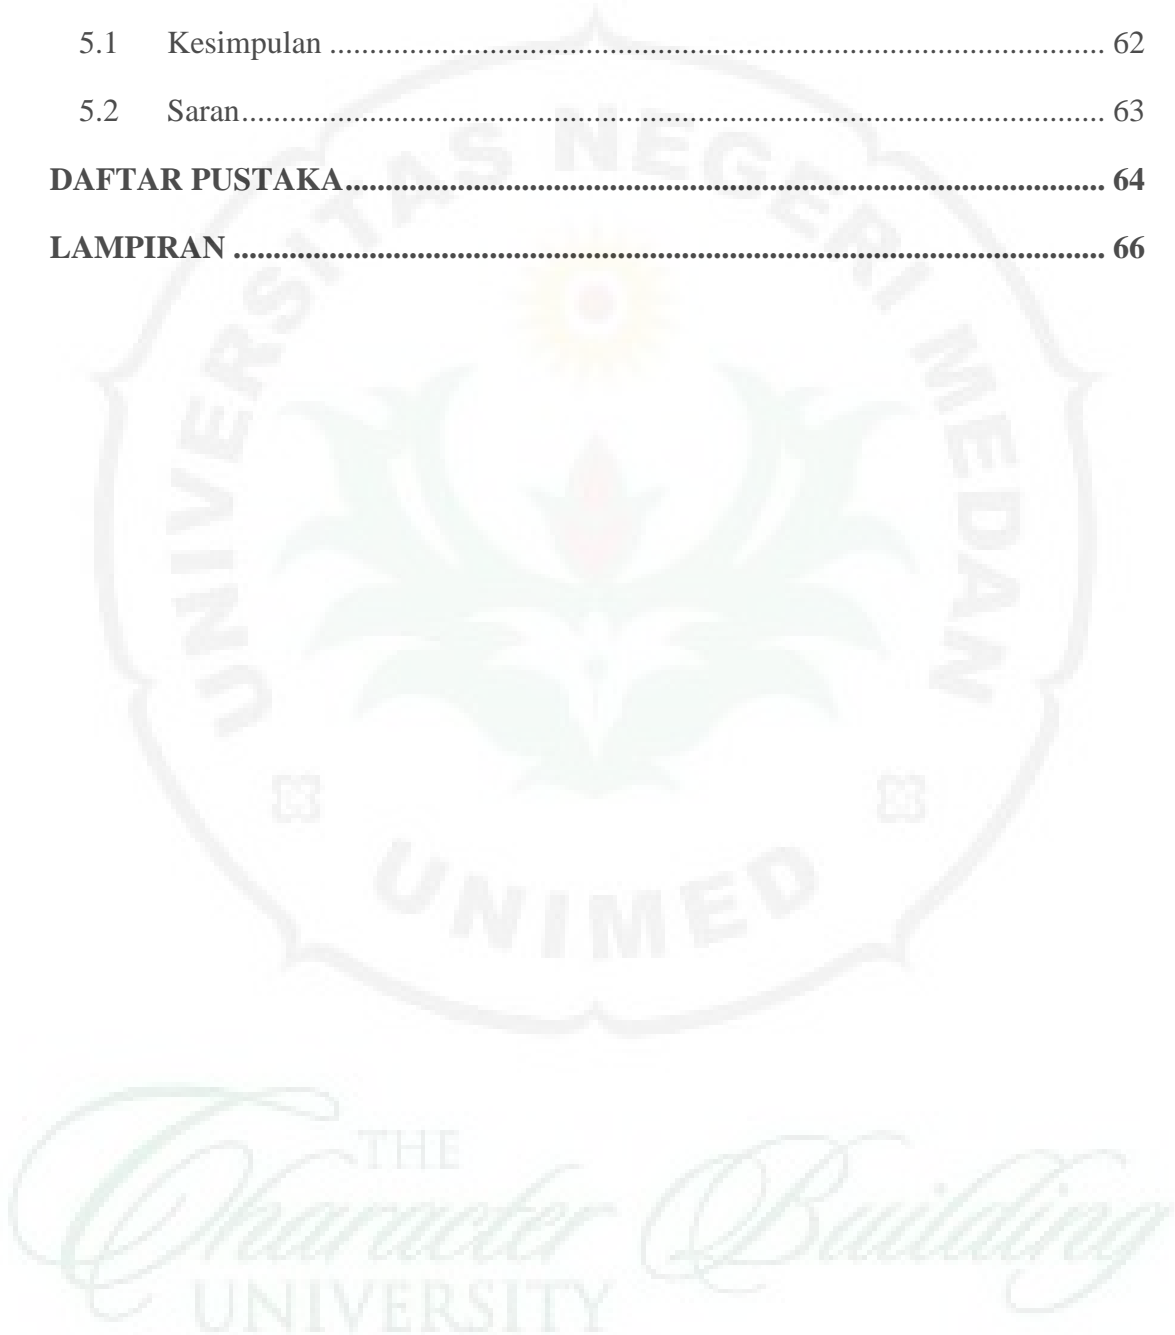 5.1 Kesimpulan ................................................................................................. 62
5.2 Saran............................................................................................................ 63
DAFTAR PUSTAKA............................................................................................... 64
LAMPIRAN ............................................................................................................. 66
UNIVERSITAS NEGERI MEDAN
UNIMED
THE
Character Building
UNIVERSITY